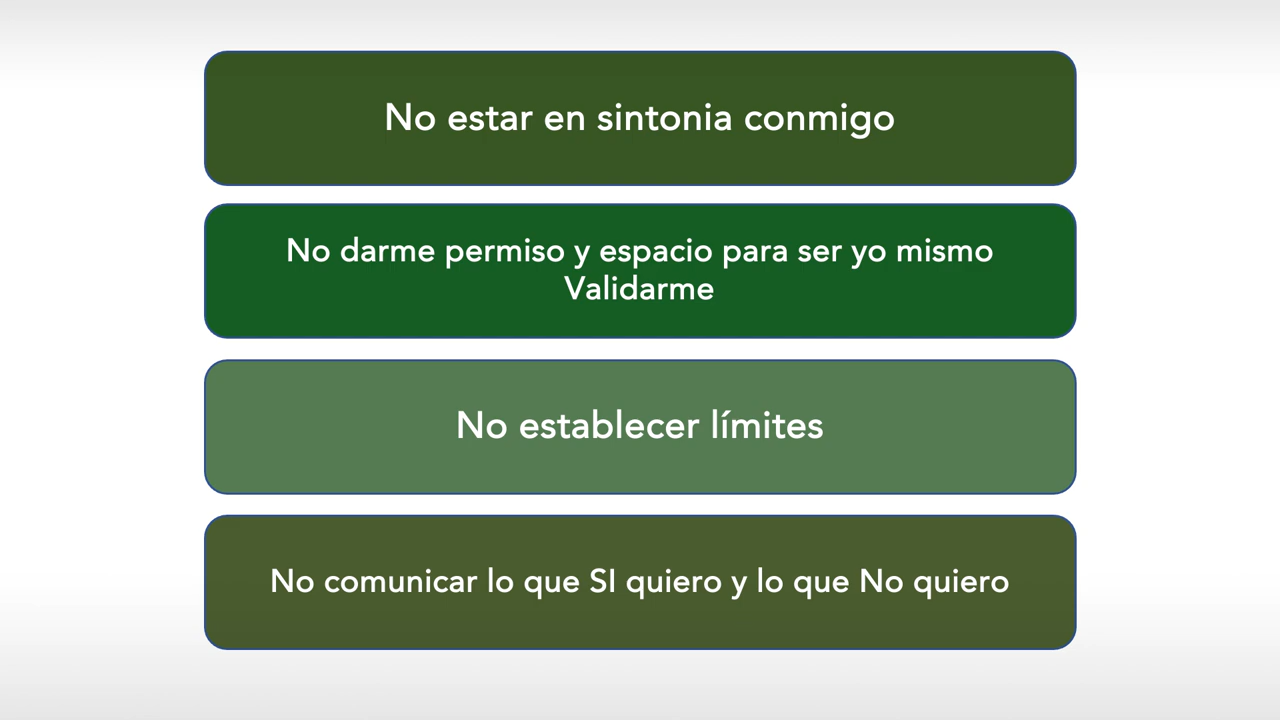 No estar en sintonia conmigo
No darme permiso y espacio para ser yo mismo
Validarme
No establecer límites
No comunicar lo que SI quiero y lo que No quiero